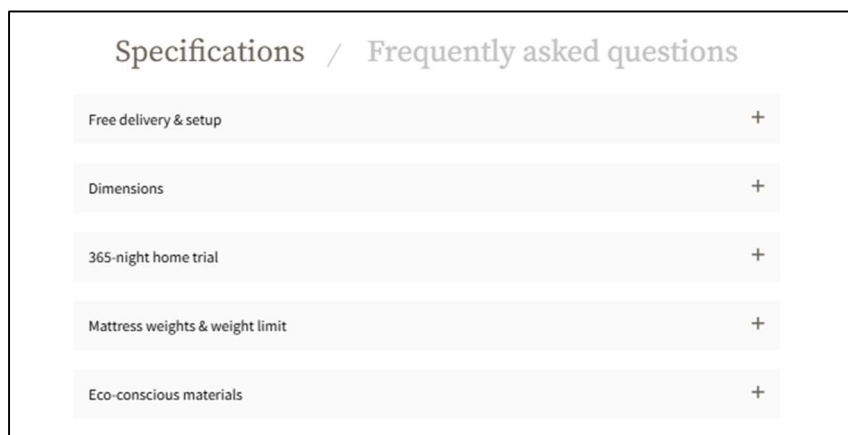 Specifications / Frequently asked questions
Free delivery & setup +
Dimensions +
365-night home trial +
Mattress weights & weight limit +
Eco-conscious materials +